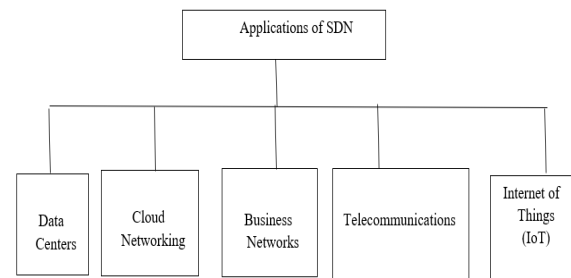 Applications of SDN
Data
Centers
Cloud
Networking
Business
Networks
Telecommunications
Internet of
Things
(IoT)